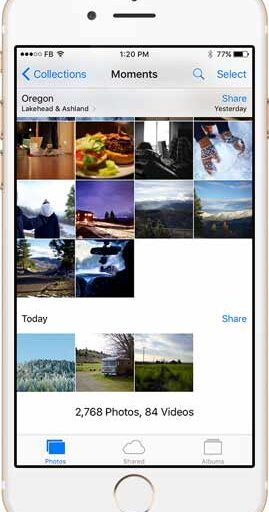 FB 1:20 PM 77%
Collections Moments Select
Oregon Share
Lakehead & Ashland Yesterday
Today Share
2,768 Photos, 84 Videos
Photos Shared Albums